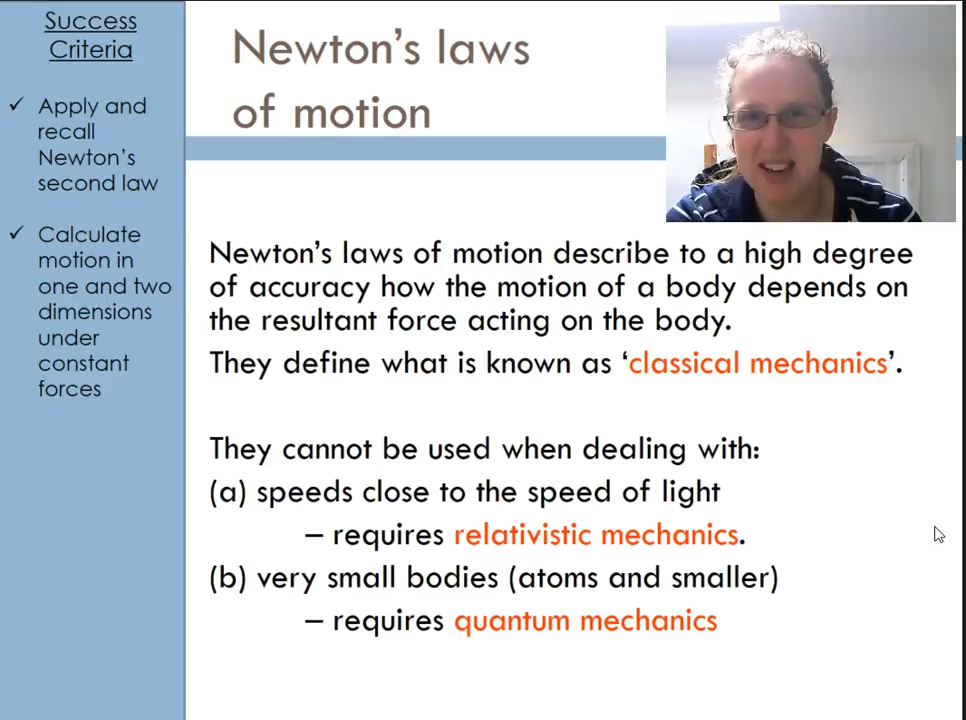 Success
Criteria
✓ Apply and
recall
Newton's
second law
✓ Calculate
motion in
one and two
dimensions
under
constant
forces
Newton's laws
of motion
Newton's laws of motion describe to a high degree
of accuracy how the motion of a body depends on
the resultant force acting on the body.
They define what is known as 'classical mechanics'.
They cannot be used when dealing with:
(a) speeds close to the speed of light
– requires relativistic mechanics.
(b) very small bodies (atoms and smaller)
– requires quantum mechanics